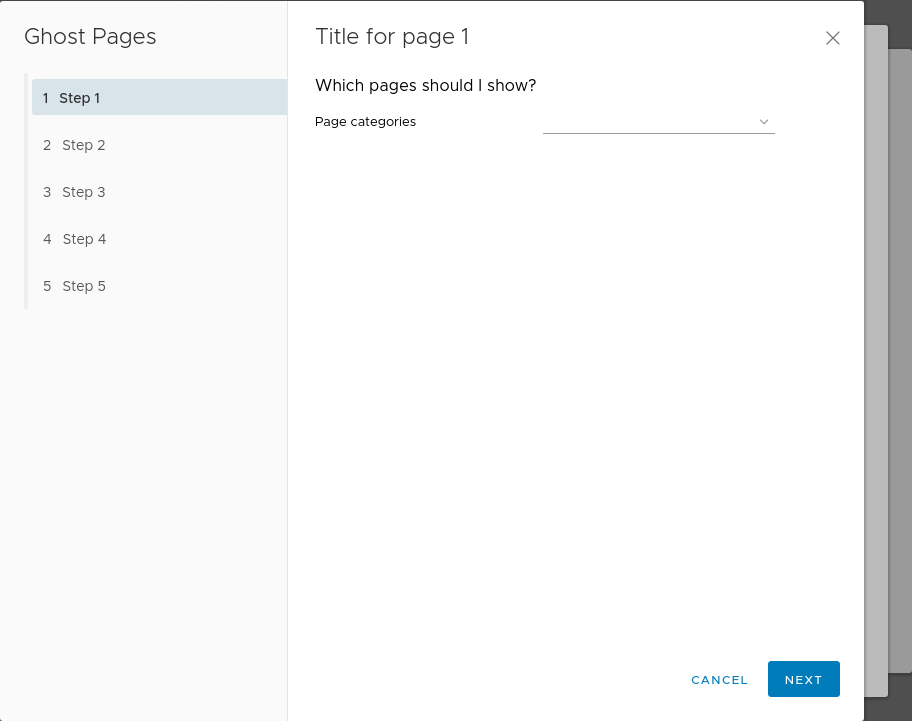 Ghost Pages
1 Step 1
2 Step 2
3 Step 3
4 Step 4
5 Step 5
Title for page 1
Which pages should I show?
Page categories
CANCEL
NEXT